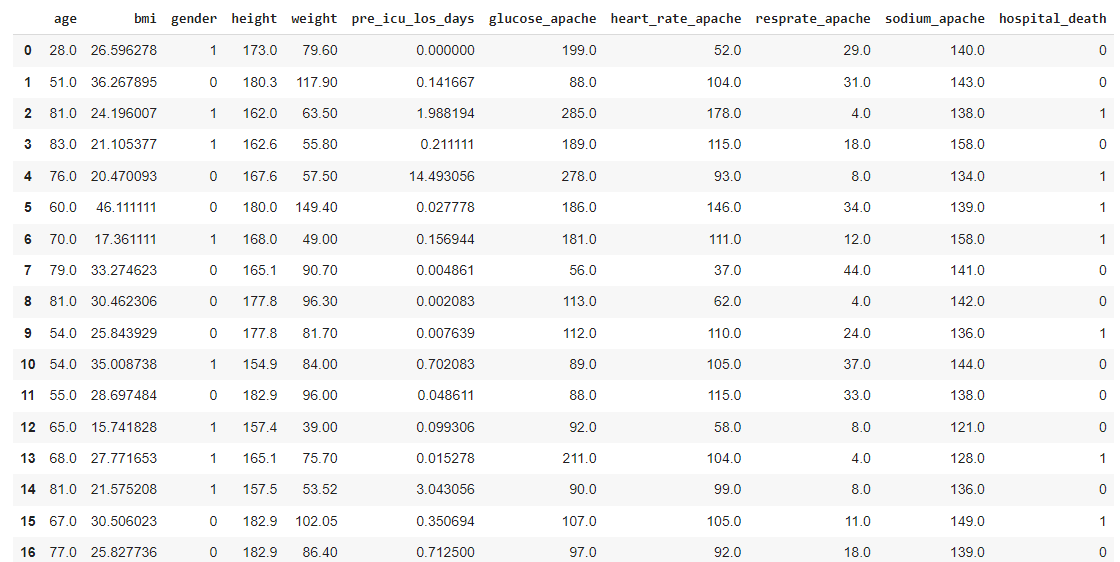 age bmi gender height weight pre_icu_los_days glucose_apache heart_rate_apache resprate_apache sodium_apache hospital_death
0 28.0 26.596278 1 173.0 79.60 0.000000 199.0 52.0 29.0 140.0 0
1 51.0 36.267895 0 180.3 117.90 0.141667 88.0 104.0 31.0 143.0 0
2 81.0 24.196007 1 162.0 63.50 1.988194 285.0 178.0 4.0 138.0 1
3 83.0 21.105377 1 162.6 55.80 0.211111 189.0 115.0 18.0 158.0 0
4 76.0 20.470093 0 167.6 57.50 14.493056 278.0 93.0 8.0 134.0 1
5 60.0 46.111111 0 180.0 149.40 0.027778 186.0 146.0 34.0 139.0 1
6 70.0 17.361111 1 168.0 49.00 0.156944 181.0 111.0 12.0 158.0 1
7 79.0 33.274623 0 165.1 90.70 0.004861 56.0 37.0 44.0 141.0 0
8 81.0 30.462306 0 177.8 96.30 0.002083 113.0 62.0 4.0 142.0 0
9 54.0 25.843929 0 177.8 81.70 0.007639 112.0 110.0 24.0 136.0 1
10 54.0 35.008738 1 154.9 84.00 0.702083 89.0 105.0 37.0 144.0 0
11 55.0 28.697484 0 182.9 96.00 0.048611 88.0 115.0 33.0 138.0 0
12 65.0 15.741828 1 157.4 39.00 0.099306 92.0 58.0 8.0 121.0 0
13 68.0 27.771653 1 165.1 75.70 0.015278 211.0 104.0 4.0 128.0 1
14 81.0 21.575208 1 157.5 53.52 3.043056 90.0 99.0 8.0 136.0 0
15 67.0 30.506023 0 182.9 102.05 0.350694 107.0 105.0 11.0 149.0 1
16 77.0 25.827736 0 182.9 86.40 0.712500 97.0 92.0 18.0 139.0 0